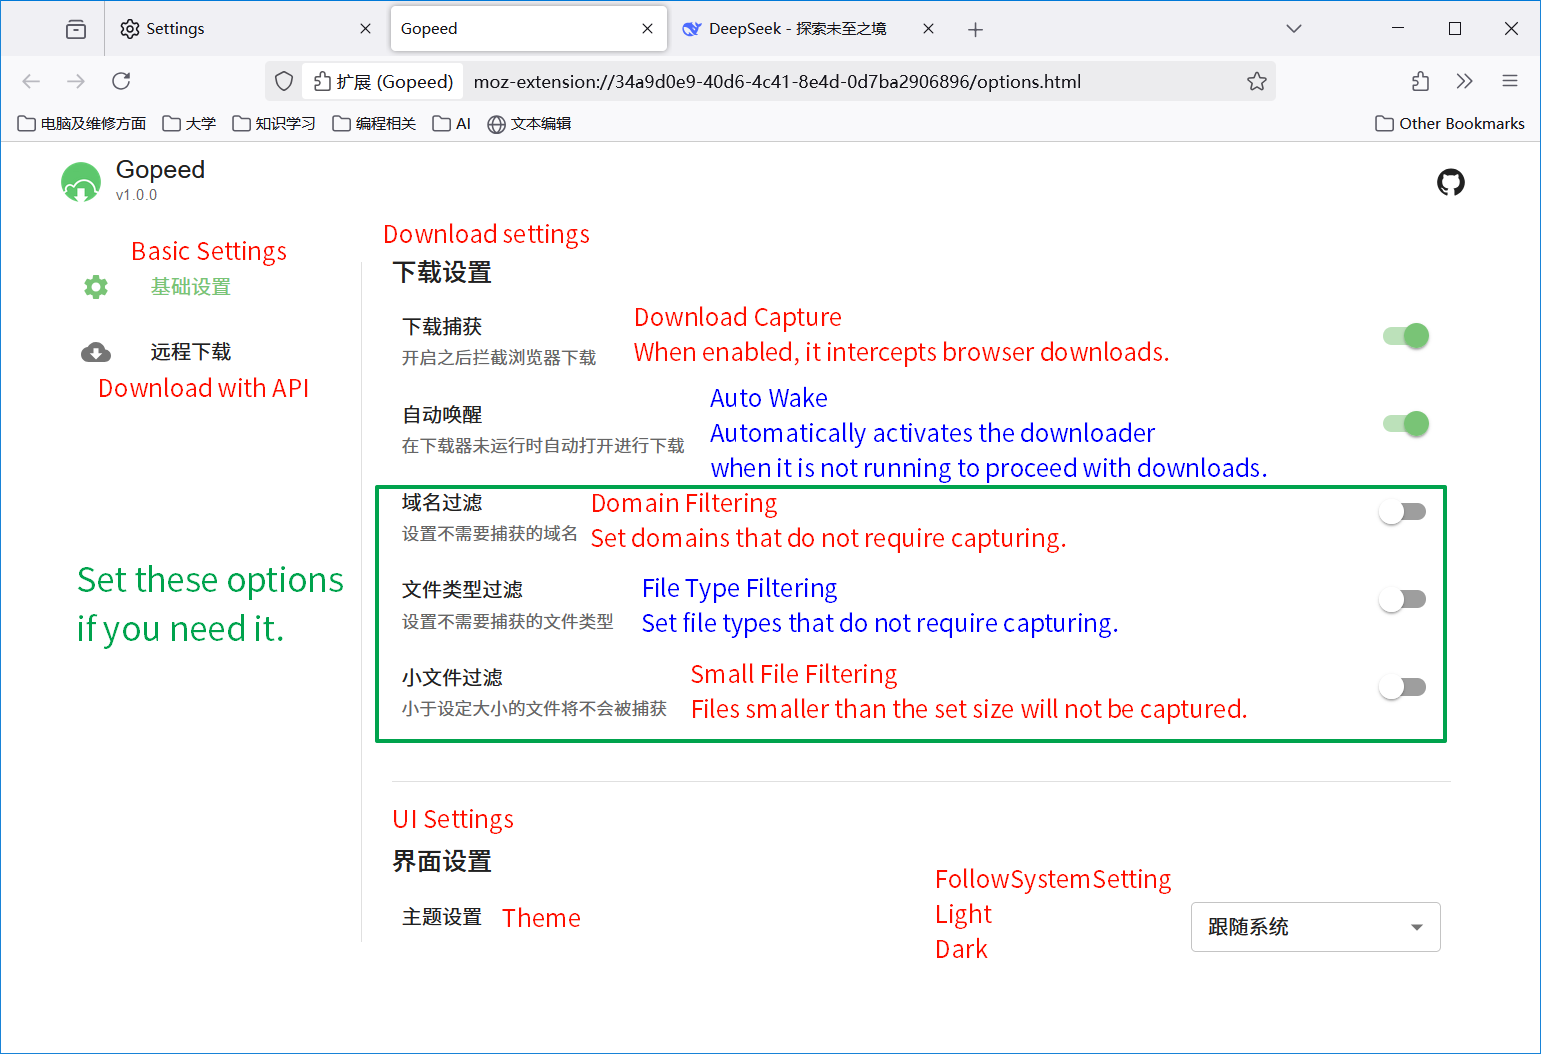 Settings
Gopeed
DeepSeek - 探索未至之境
扩展 (Gopeed)
moz-extension://34a9d0e9-40d6-4c41-8e4d-0d7ba2906896/options.html
电脑及维修方面
大学
知识学习
编程相关
AI
文本编辑
Other Bookmarks
Gopeed
v1.0.0
Basic Settings
基础设置
远程下载
Download with API
Set these options
if you need it.
Download settings
下载设置
下载捕获
开启之后拦截浏览器下载
Download Capture
When enabled, it intercepts browser downloads.
自动唤醒
在下载器未运行时自动打开进行下载
Auto Wake
Automatically activates the downloader
when it is not running to proceed with downloads.
域名过滤
设置不需要捕获的域名
Domain Filtering
Set domains that do not require capturing.
文件类型过滤
设置不需要捕获的文件类型
File Type Filtering
Set file types that do not require capturing.
小文件过滤
小于设定大小的文件将不会被捕获
Small File Filtering
Files smaller than the set size will not be captured.
UI Settings
界面设置
主题设置
Theme
FollowSystemSetting
Light
Dark
跟随系统